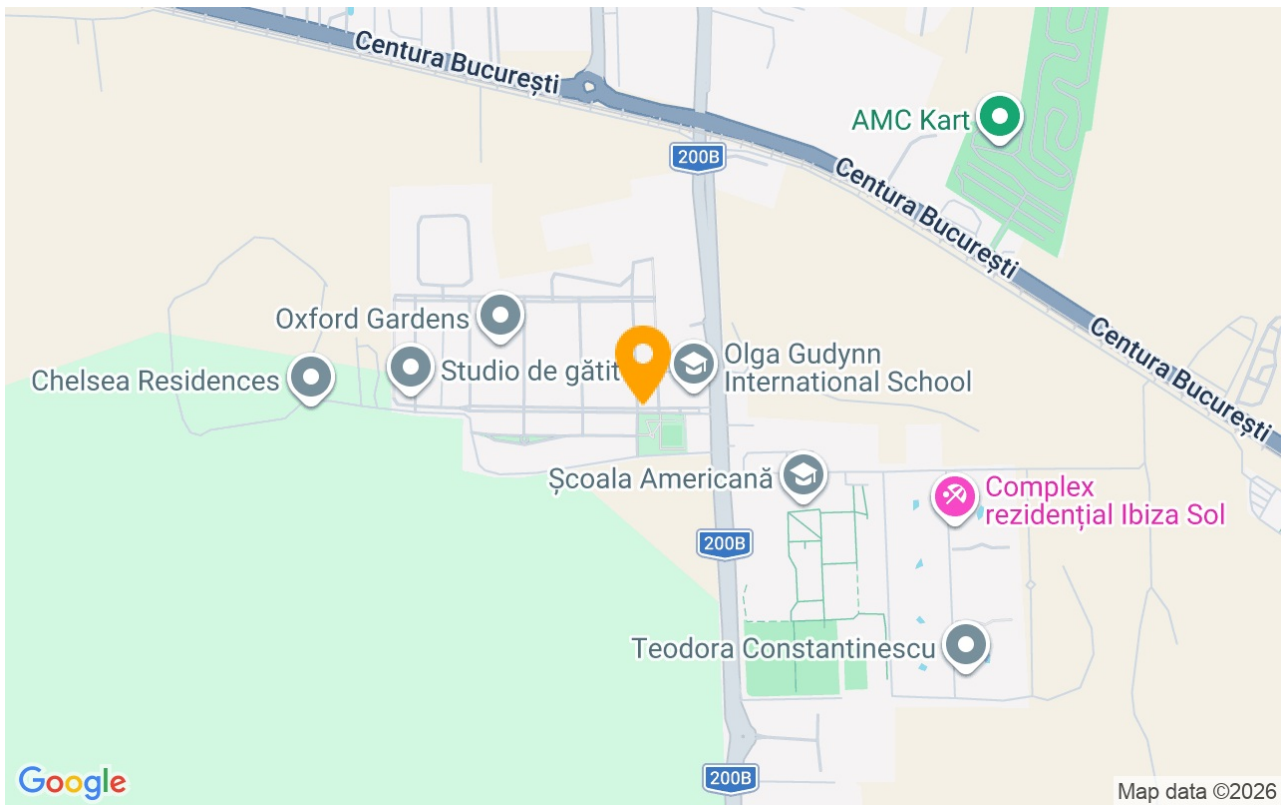 Centura București
200B
AMC Kart
Centura București
Oxford Gardens
Centura București
Chelsea Residences
Studio de gătit
Olga Gudynn
International School
Școala Americană
Complex
rezidențial Ibiza Sol
200B
Teodora Constantinescu
200B
Google
Map data ©2026